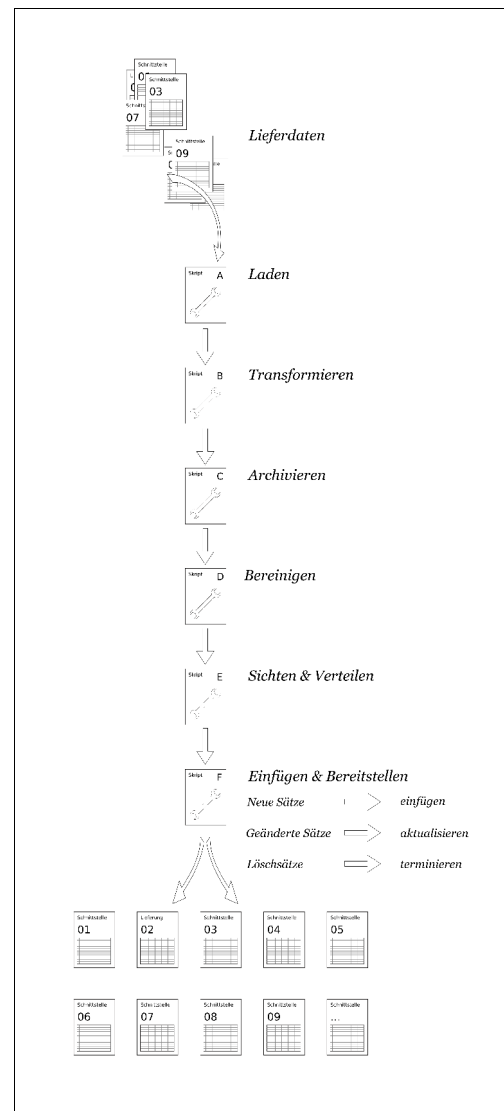 Schnittstelle
03
07
Schnittstelle
09
Lieferdaten
Skript A
Laden
Skript B
Transformieren
Skript C
Archivieren
Skript D
Bereinigen
Skript E
Sichten & Verteilen
Skript F
Einfügen & Bereitstellen
Neue Sätze einfügen
Geänderte Sätze aktualisieren
Löschsätze terminieren
Schnittstelle Lieferung Schnittstelle Schnittstelle Schnittstelle
01 02 03 04 05
Schnittstelle Schnittstelle Schnittstelle Schnittstelle Schnittstelle
06 07 08 09 ...